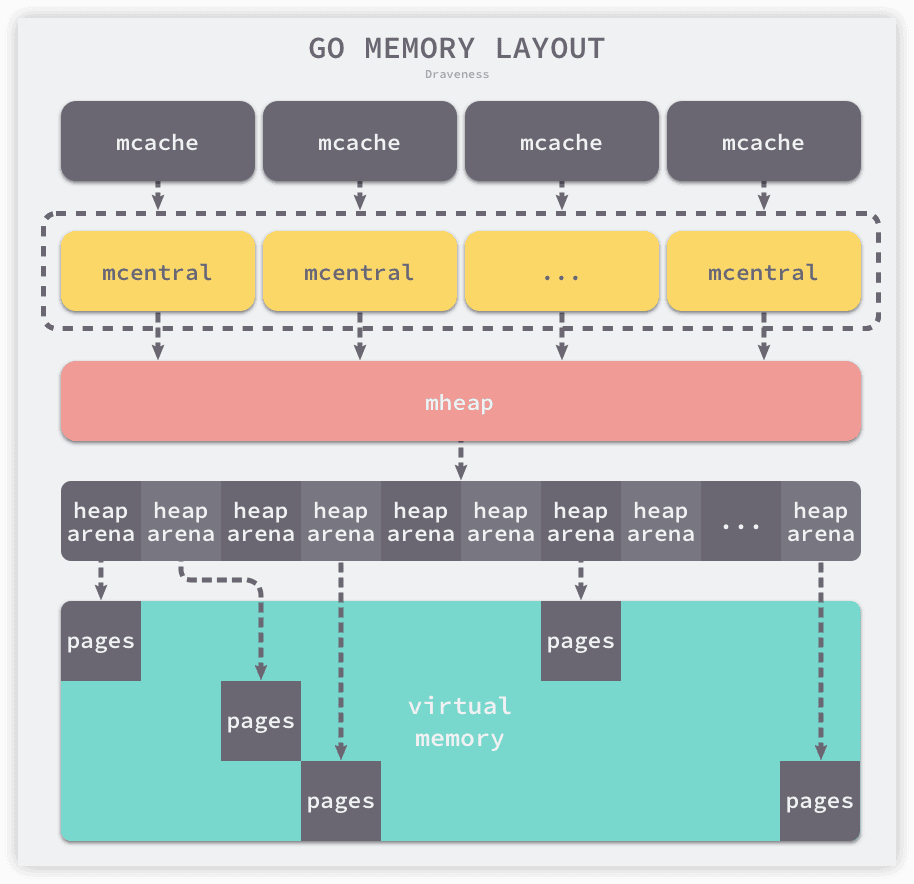 GO MEMORY LAYOUT
Draveness
mcache
mcache
mcache
mcache
mcentral
mcentral
...
mcentral
mheap
heap
arena
heap
arena
heap
arena
heap
arena
heap
arena
heap
arena
heap
arena
heap
arena
...
heap
arena
pages
pages
pages
virtual
memory
pages
pages